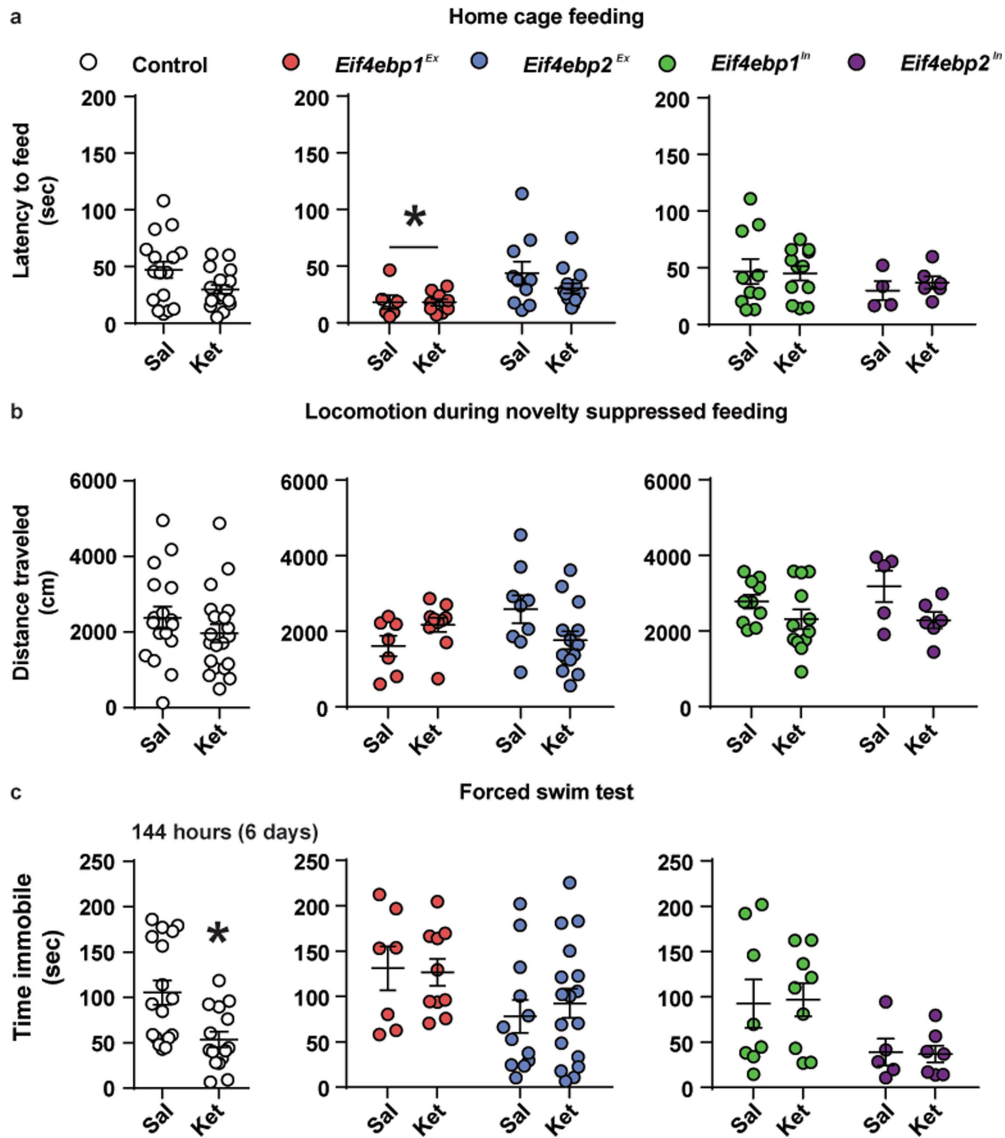 a Home cage feeding
Control Eif4ebp1Ex Eif4ebp2Ex Eif4ebp1In Eif4ebp2In
Latency to feed
(sec)
200 200 200
150 150 150
100 100 100
*
50 50 50
0 0 0
Sal Ket Sal Ket Sal Ket Sal Ket Sal Ket
b Locomotion during novelty suppressed feeding
Distance traveled
(cm)
6000 6000 6000
4000 4000 4000
2000 2000 2000
0 0 0
Sal Ket Sal Ket Sal Ket Sal Ket Sal Ket
c Forced swim test
144 hours (6 days)
Time immobile
(sec)
250 250 250
200 200 200
*
150 150 150
100 100 100
50 50 50
0 0 0
Sal Ket Sal Ket Sal Ket Sal Ket Sal Ket